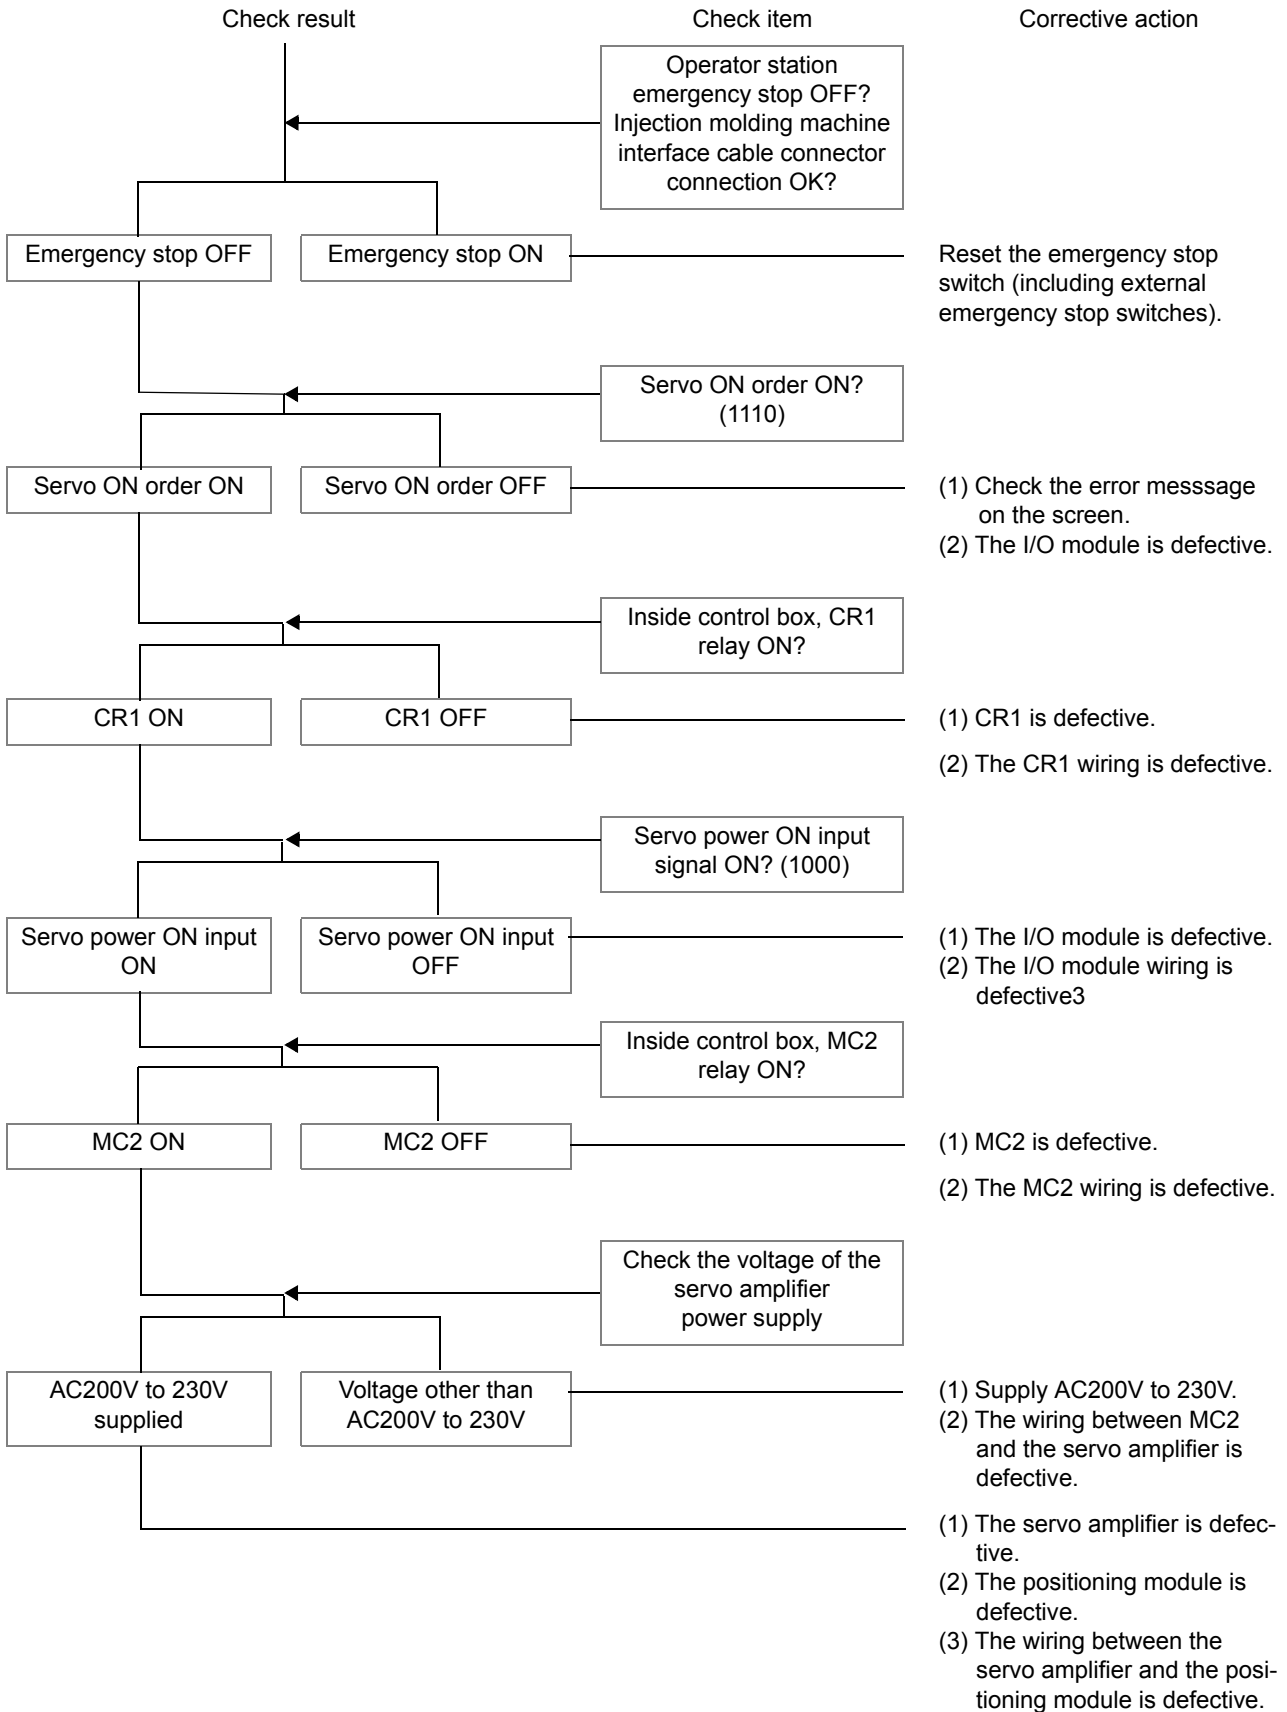 Check result
Check item
Corrective action
Operator station
emergency stop OFF?
Injection molding machine
interface cable connector
connection OK?
Emergency stop OFF
Emergency stop ON
Reset the emergency stop
switch (including external
emergency stop switches).
Servo ON order ON?
(1110)
Servo ON order ON
Servo ON order OFF
(1) Check the error messsage
on the screen.
(2) The I/O module is defective.
Inside control box, CR1
relay ON?
CR1 ON
CR1 OFF
(1) CR1 is defective.
(2) The CR1 wiring is defective.
Servo power ON input
signal ON? (1000)
Servo power ON input
ON
Servo power ON input
OFF
(1) The I/O module is defective.
(2) The I/O module wiring is
defective3
Inside control box, MC2
relay ON?
MC2 ON
MC2 OFF
(1) MC2 is defective.
(2) The MC2 wiring is defective.
Check the voltage of the
servo amplifier
power supply
AC200V to 230V
supplied
Voltage other than
AC200V to 230V
(1) Supply AC200V to 230V.
(2) The wiring between MC2
and the servo amplifier is
defective.
(1) The servo amplifier is defec-
tive.
(2) The positioning module is
defective.
(3) The wiring between the
servo amplifier and the posi-
tioning module is defective.